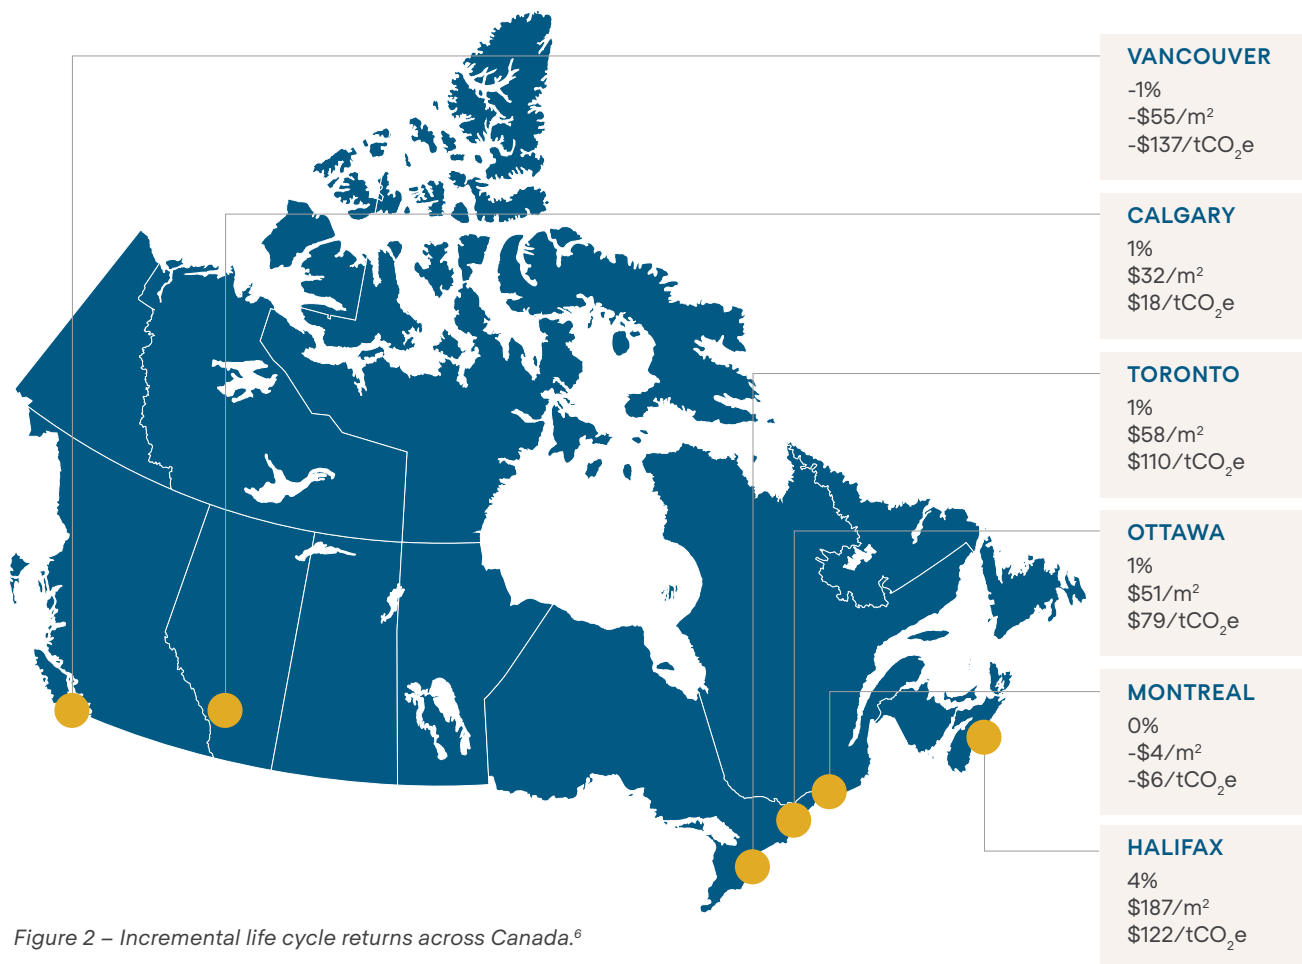 VANCOUVER
-1%
-$55/m²
-$137/tCO₂e
CALGARY
1%
$32/m²
$18/tCO₂e
TORONTO
1%
$58/m²
$110/tCO₂e
OTTAWA
1%
$51/m²
$79/tCO₂e
MONTREAL
0%
-$4/m²
-$6/tCO₂e
HALIFAX
4%
$187/m²
$122/tCO₂e
Figure 2 – Incremental life cycle returns across Canada.⁶